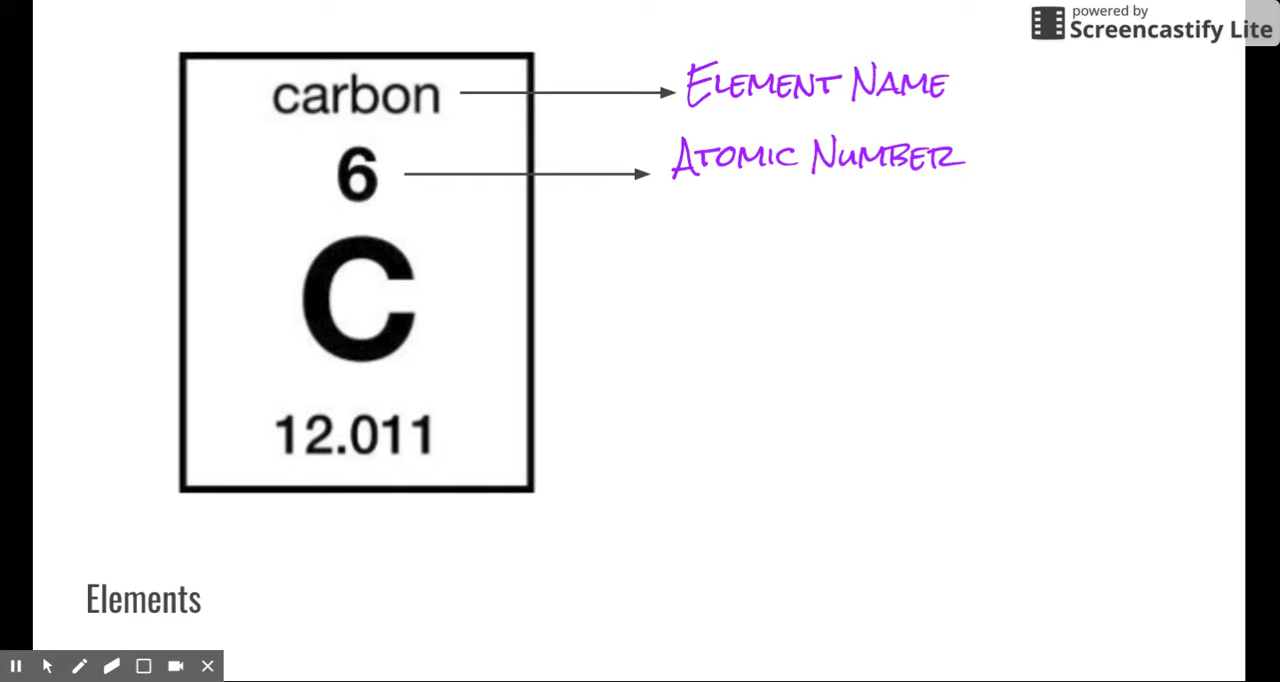 powered by
Screencastify Lite
carbon
Element Name
6
Atomic Number
C
12.011
Elements